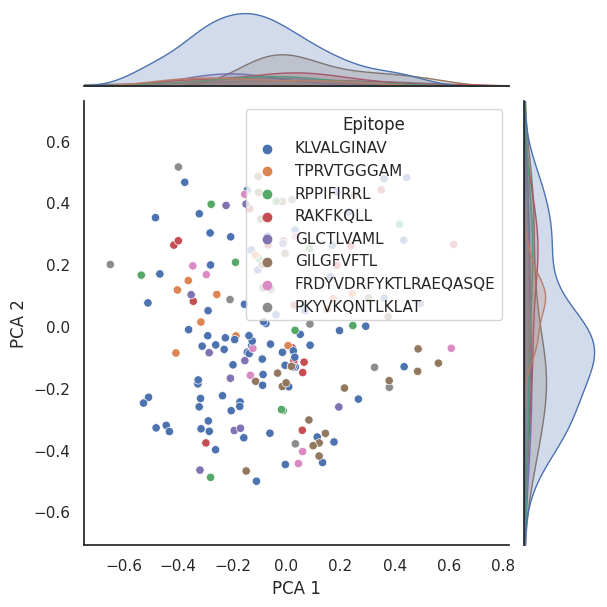 Epitope
KLVALGINAV
TPRVTGGGAM
RPPIFIRRL
RAKFKQLL
GLCTLVAML
GILGFVFTL
FRDYVDRFYKTLRAEQASQE
PKYVKQNTLKLAT
PCA 2
0.6
0.4
0.2
0.0
−0.2
−0.4
−0.6
−0.6 −0.4 −0.2 0.0 0.2 0.4 0.6 0.8
PCA 1